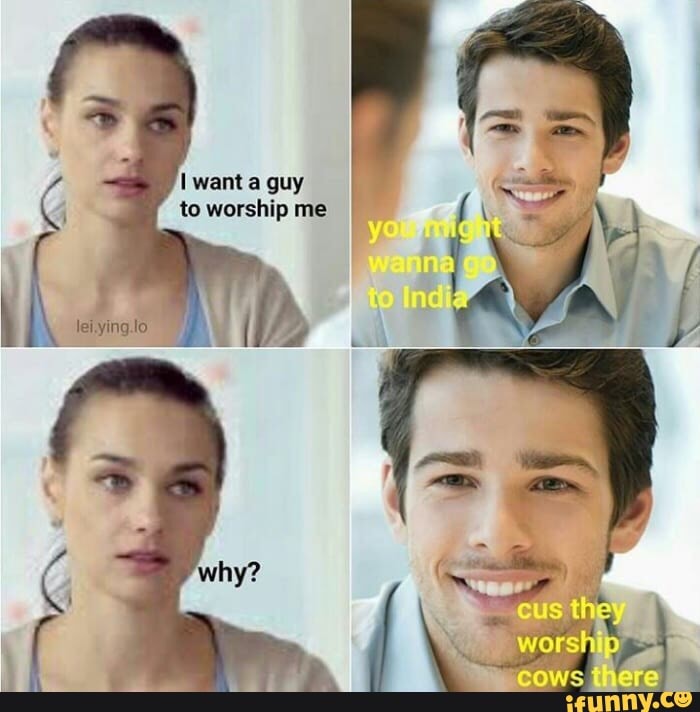 I want a guy
to worship me
you might
wanna go
to India
lei.ying.lo
why?
cus they
worship
cows there
ifunny.co